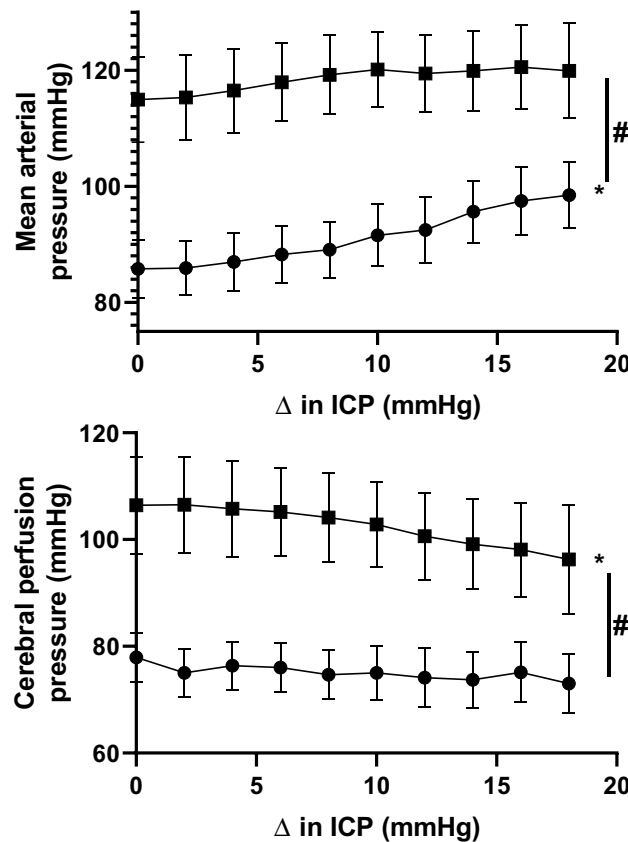 Mean arterial
pressure (mmHg)
120
100
80
#
*
0 5 10 15 20
Δ in ICP (mmHg)
Cerebral perfusion
pressure (mmHg)
120
100
80
60
*
#
0 5 10 15 20
Δ in ICP (mmHg)